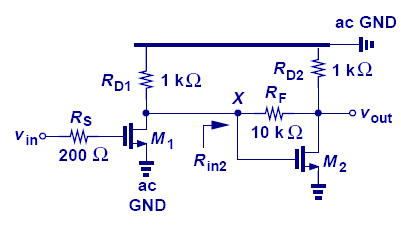 ac GND
R_D1 1 kΩ
R_D2 1 kΩ
R_S
X
R_F
v_in
200 Ω
M_1
R_in2
10 kΩ
v_out
M_2
ac
GND